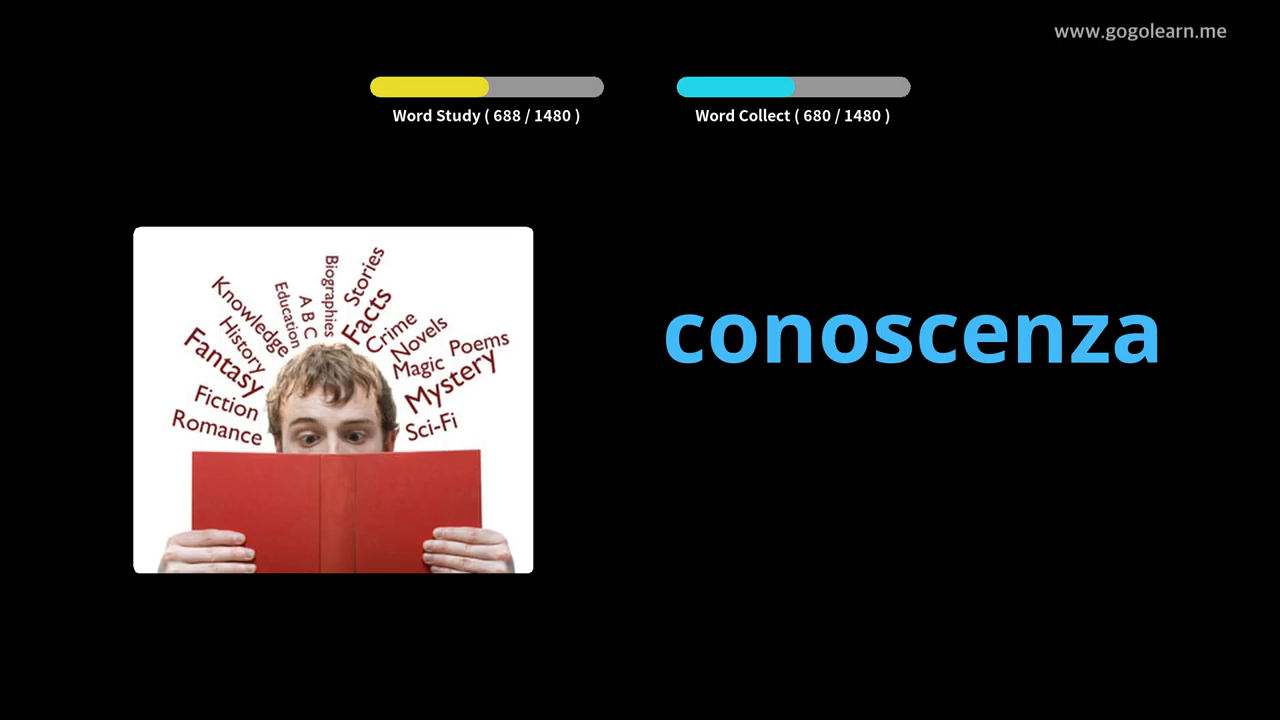 www.gogolearn.me
Word Study ( 688 / 1480 )
Word Collect ( 680 / 1480 )
Knowledge
Education
A B C
Biographies
Stories
Facts
Crime
Novels
Poems
History
Magic
Fantasy
Mystery
Fiction
Sci-Fi
Romance
conoscenza